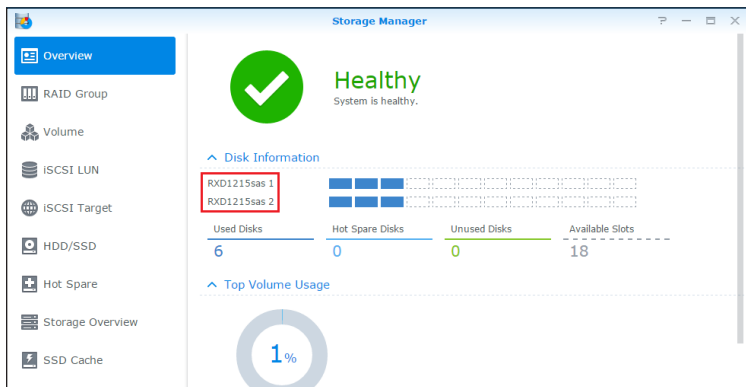 Storage Manager
Overview
RAID Group
Volume
iSCSI LUN
iSCSI Target
HDD/SSD
Hot Spare
Storage Overview
SSD Cache
Healthy
System is healthy.
Disk Information
RXD1215sas 1
RXD1215sas 2
Used Disks Hot Spare Disks Unused Disks Available Slots
6 0 0 18
Top Volume Usage
1%